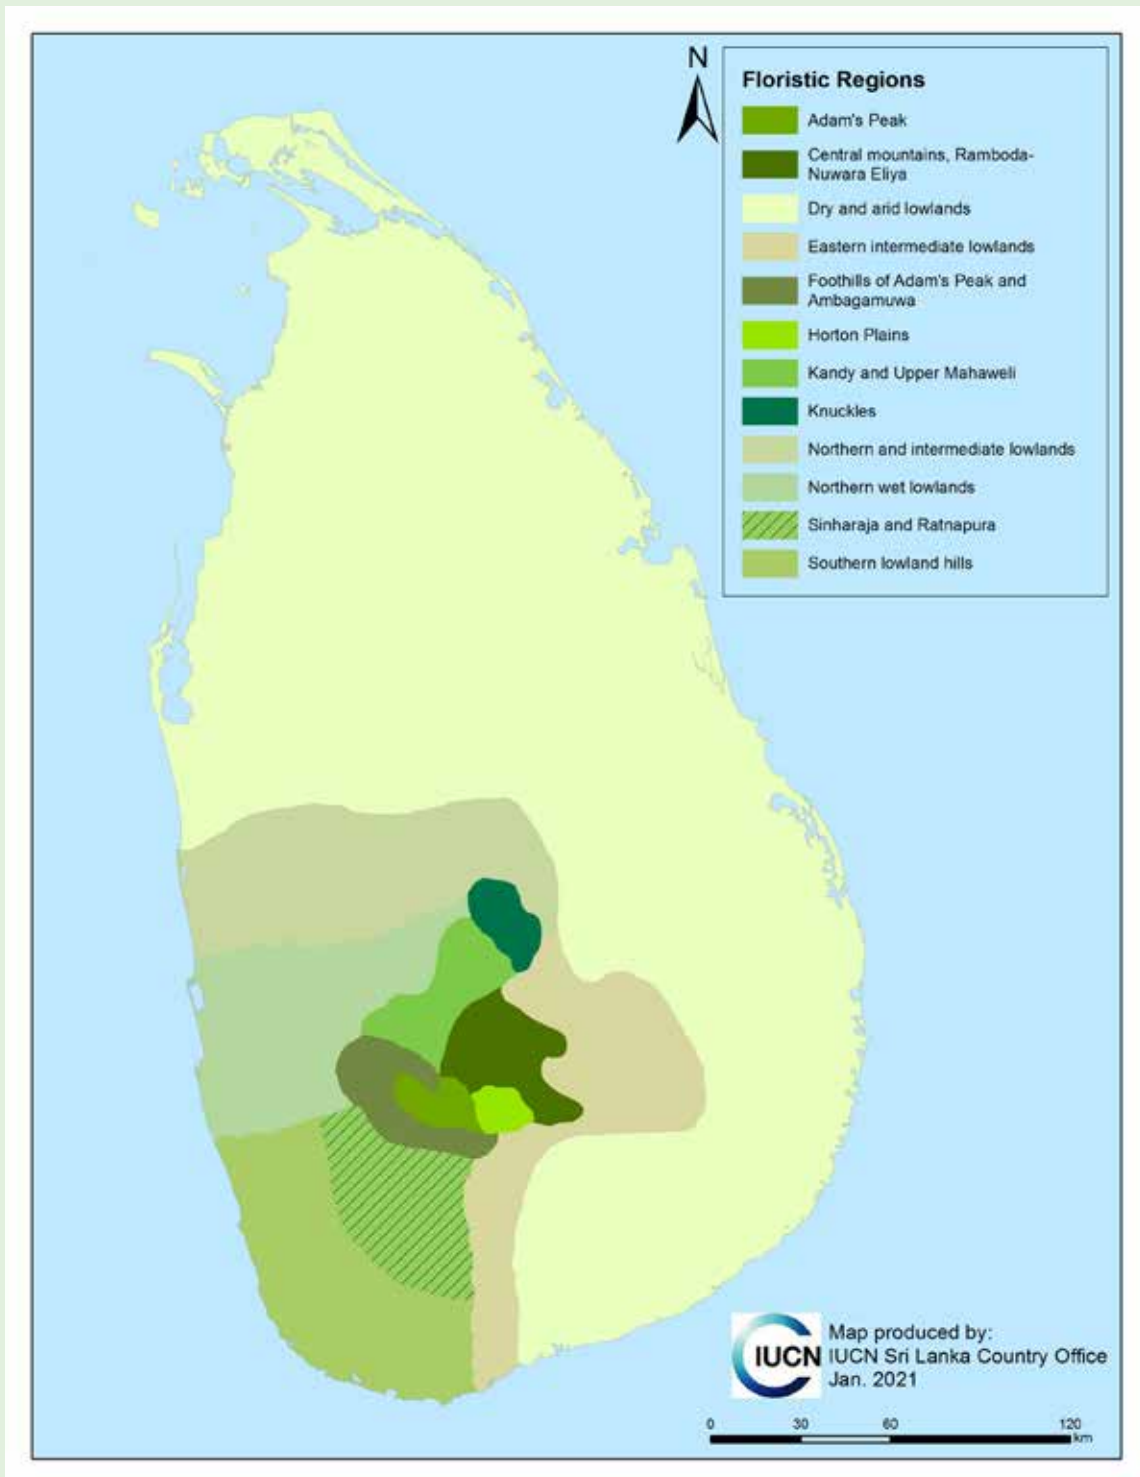 N
Floristic Regions
Adam's Peak
Central mountains, Ramboda-
Nuwara Eliya
Dry and arid lowlands
Eastern intermediate lowlands
Foothills of Adam's Peak and
Ambagamuwa
Horton Plains
Kandy and Upper Mahaweli
Knuckles
Northern and intermediate lowlands
Northern wet lowlands
Sinharaja and Ratnapura
Southern lowland hills
IUCN
Map produced by:
IUCN Sri Lanka Country Office
Jan. 2021
0 30 60 120
km